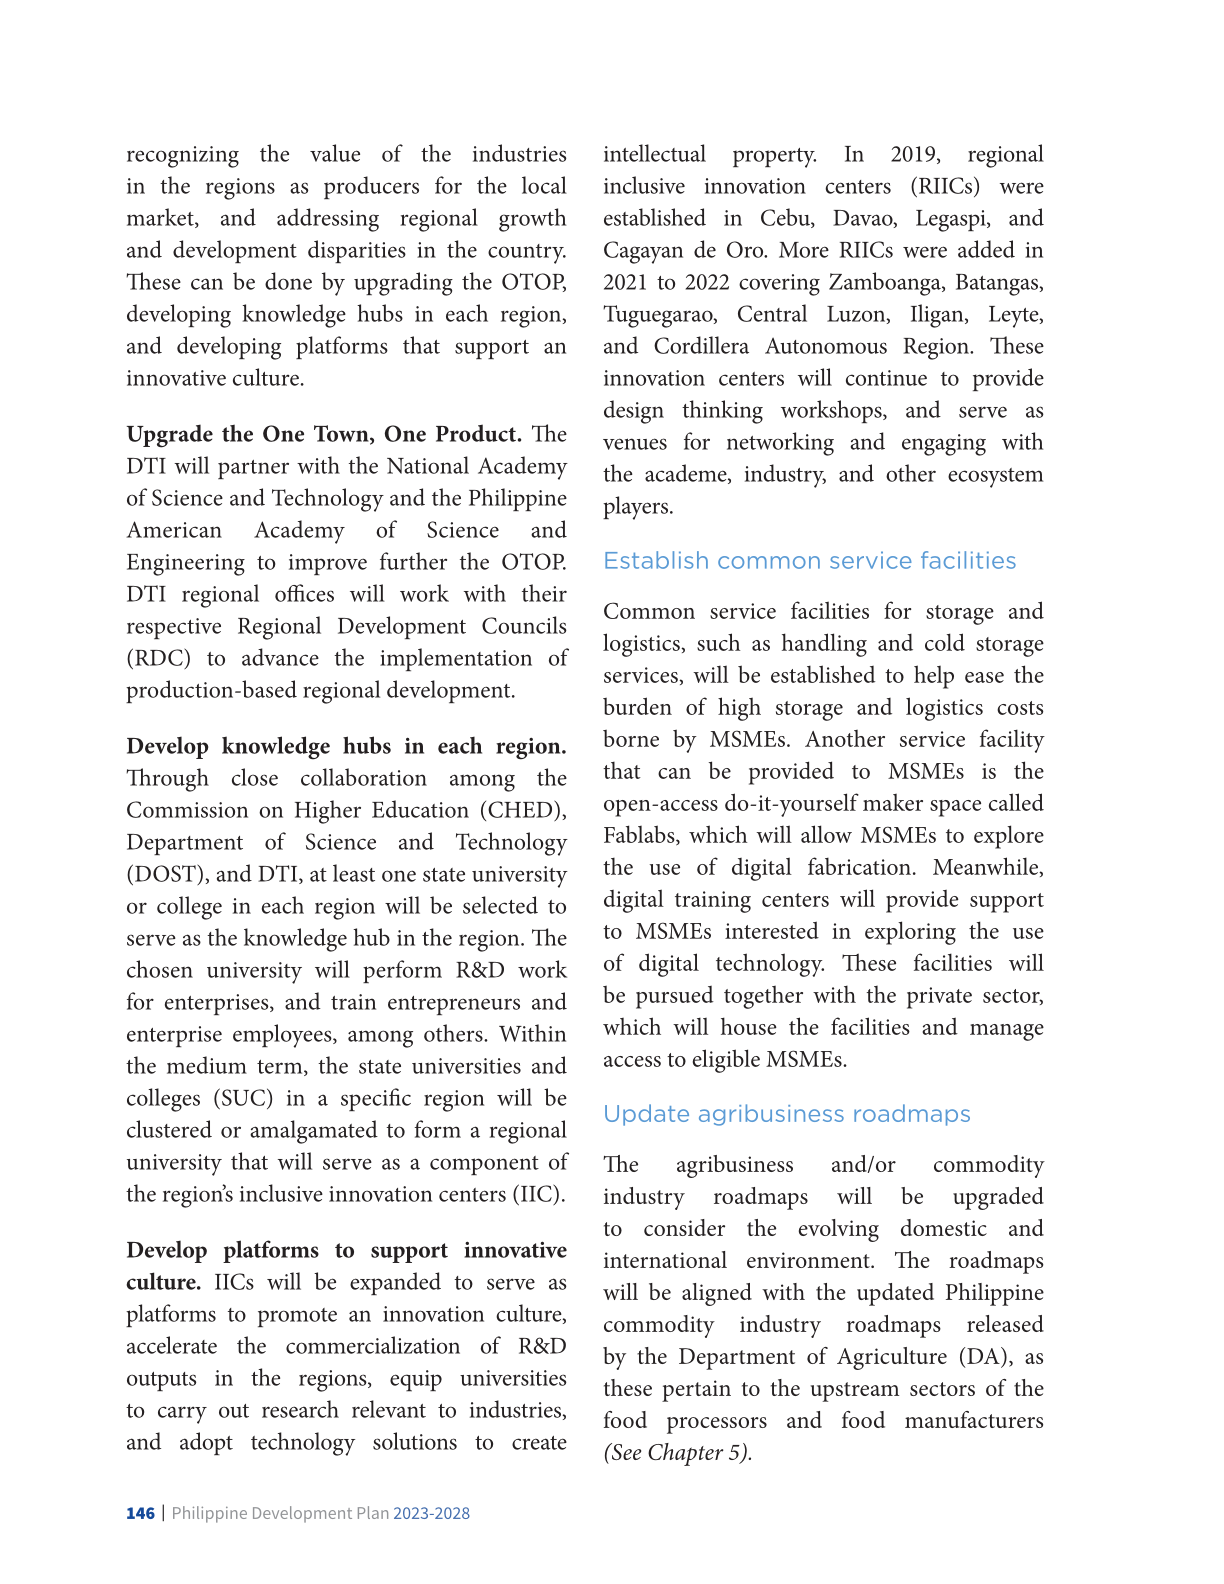 recognizing the value of the industries
in the regions as producers for the local
market, and addressing regional growth
and development disparities in the country.
These can be done by upgrading the OTOP,
developing knowledge hubs in each region,
and developing platforms that support an
innovative culture.
Upgrade the One Town, One Product. The
DTI will partner with the National Academy
of Science and Technology and the Philippine
American Academy of Science and
Engineering to improve further the OTOP.
DTI regional offices will work with their
respective Regional Development Councils
(RDC) to advance the implementation of
production-based regional development.
Develop knowledge hubs in each region.
Through close collaboration among the
Commission on Higher Education (CHED),
Department of Science and Technology
(DOST), and DTI, at least one state university
or college in each region will be selected to
serve as the knowledge hub in the region. The
chosen university will perform R&D work
for enterprises, and train entrepreneurs and
enterprise employees, among others. Within
the medium term, the state universities and
colleges (SUC) in a specific region will be
clustered or amalgamated to form a regional
university that will serve as a component of
the region’s inclusive innovation centers (IIC).
Develop platforms to support innovative
culture. IICs will be expanded to serve as
platforms to promote an innovation culture,
accelerate the commercialization of R&D
outputs in the regions, equip universities
to carry out research relevant to industries,
and adopt technology solutions to create
intellectual property. In 2019, regional
inclusive innovation centers (RIICs) were
established in Cebu, Davao, Legaspi, and
Cagayan de Oro. More RIICs were added in
2021 to 2022 covering Zamboanga, Batangas,
Tuguegarao, Central Luzon, Iligan, Leyte,
and Cordillera Autonomous Region. These
innovation centers will continue to provide
design thinking workshops, and serve as
venues for networking and engaging with
the academe, industry, and other ecosystem
players.
Establish common service facilities
Common service facilities for storage and
logistics, such as handling and cold storage
services, will be established to help ease the
burden of high storage and logistics costs
borne by MSMEs. Another service facility
that can be provided to MSMEs is the
open-access do-it-yourself maker space called
Fablabs, which will allow MSMEs to explore
the use of digital fabrication. Meanwhile,
digital training centers will provide support
to MSMEs interested in exploring the use
of digital technology. These facilities will
be pursued together with the private sector,
which will house the facilities and manage
access to eligible MSMEs.
Update agribusiness roadmaps
The agribusiness and/or commodity
industry roadmaps will be upgraded
to consider the evolving domestic and
international environment. The roadmaps
will be aligned with the updated Philippine
commodity industry roadmaps released
by the Department of Agriculture (DA), as
these pertain to the upstream sectors of the
food processors and food manufacturers
(See Chapter 5).
146 | Philippine Development Plan 2023-2028